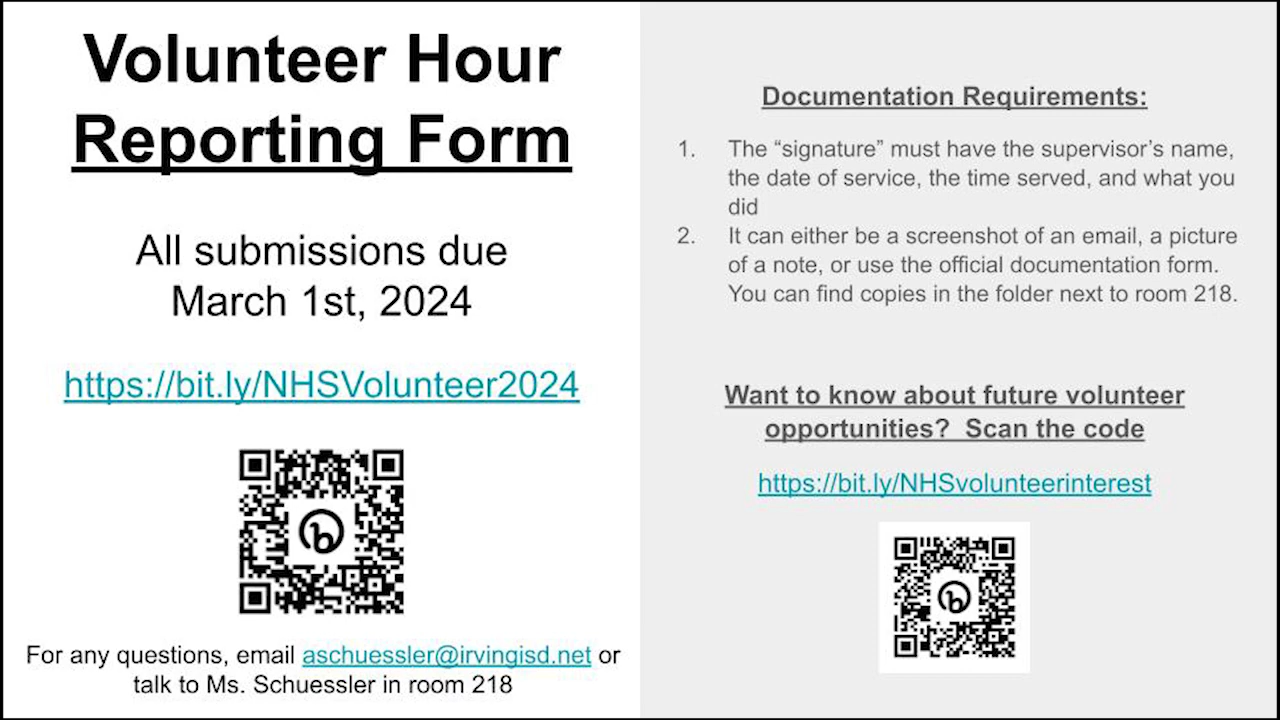 Volunteer Hour
Reporting Form
All submissions due
March 1st, 2024
https://bit.ly/NHSVolunteer2024
For any questions, email aschuessler@irvingisd.net or
talk to Ms. Schuessler in room 218
Documentation Requirements:
1. The “signature” must have the supervisor’s name,
the date of service, the time served, and what you
did
2. It can either be a screenshot of an email, a picture
of a note, or use the official documentation form.
You can find copies in the folder next to room 218.
Want to know about future volunteer
opportunities?  Scan the code
https://bit.ly/NHSvolunteerinterest